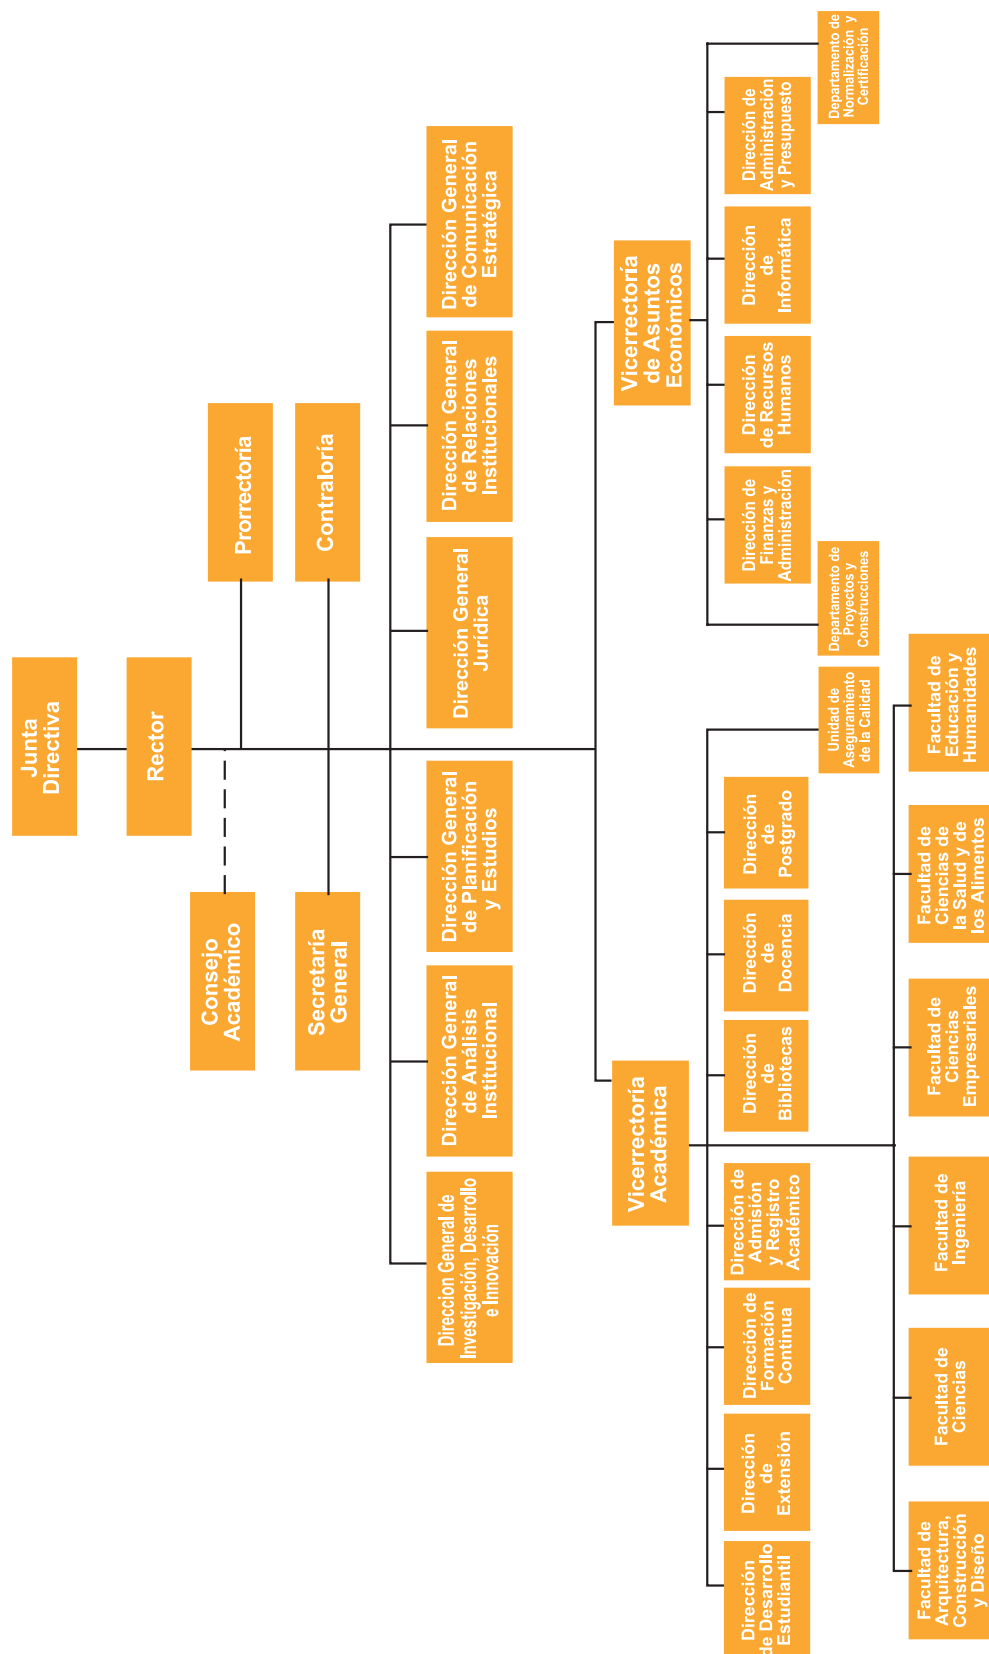 Junta
Directiva
Rector
Prorrectoría
Consejo
Académico
Secretaría
General
Contraloría
Direccion General de
Investigación, Desarrollo
e Innovación
Dirección General
de Análisis
Institucional
Dirección General
de Planificación
y Estudios
Dirección General
Jurídica
Dirección General
de Relaciones
Institucionales
Dirección General
de Comunicación
Estratégica
Vicerrectoría
Académica
Vicerrectoría
de Asuntos
Económicos
Dirección
de Desarrollo
Estudiantil
Dirección
de
Extensión
Dirección de
Formación
Continua
Dirección de
Admisión
y Registro
Académico
Dirección
de
Bibliotecas
Dirección
de
Docencia
Dirección
de
Postgrado
Unidad de
Aseguramiento
de la Calidad
Departamento de
Proyectos y
Construcciones
Dirección de
Finanzas y
Administración
Dirección
de Recursos
Humanos
Dirección
de
Informática
Dirección de
Administración
y Presupuesto
Departamento de
Normalización y
Certificación
Facultad de
Arquitectura,
Construcción
y Diseño
Facultad de
Ciencias
Facultad de
Ingeniería
Facultad de
Ciencias
Empresariales
Facultad de
Ciencias de
la Salud y de
los Alimentos
Facultad de
Educación y
Humanidades